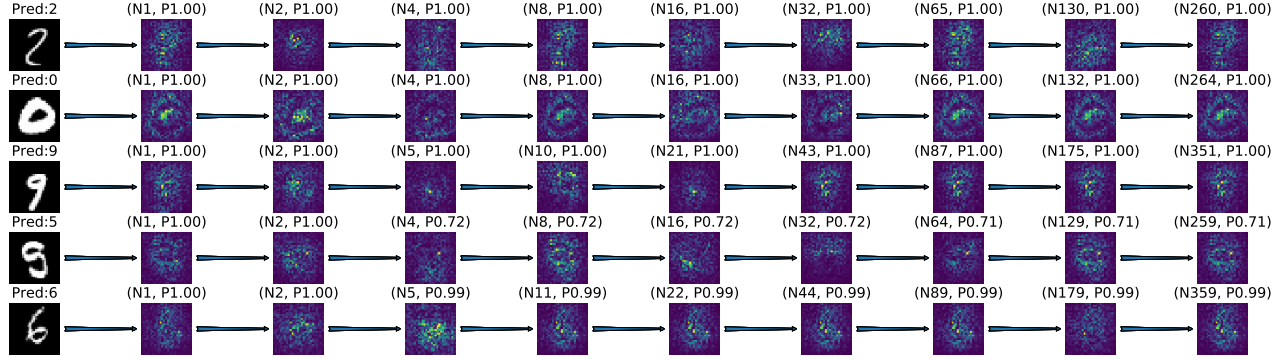 Pred:2 (N1, P1.00) (N2, P1.00) (N4, P1.00) (N8, P1.00) (N16, P1.00) (N32, P1.00) (N65, P1.00) (N130, P1.00) (N260, P1.00)
2
Pred:0 (N1, P1.00) (N2, P1.00) (N4, P1.00) (N8, P1.00) (N16, P1.00) (N33, P1.00) (N66, P1.00) (N132, P1.00) (N264, P1.00)
0
Pred:9 (N1, P1.00) (N2, P1.00) (N5, P1.00) (N10, P1.00) (N21, P1.00) (N43, P1.00) (N87, P1.00) (N175, P1.00) (N351, P1.00)
9
Pred:5 (N1, P1.00) (N2, P1.00) (N4, P0.72) (N8, P0.72) (N16, P0.72) (N32, P0.72) (N64, P0.71) (N129, P0.71) (N259, P0.71)
Pred:6 (N1, P1.00) (N2, P1.00) (N5, P0.99) (N11, P0.99) (N22, P0.99) (N44, P0.99) (N89, P0.99) (N179, P0.99) (N359, P0.99)
6